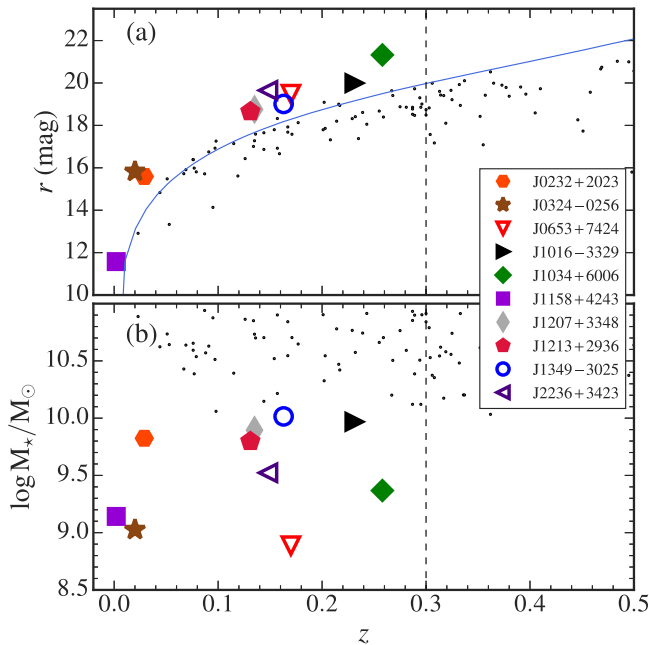 (a)
r (mag)
22
20
18
16
14
12
10
J0232+2023
J0324−0256
J0653+7424
J1016−3329
J1034+6006
J1158+4243
J1207+3348
J1213+2936
J1349−3025
J2236+3423
(b)
log M⋆/M⊙
10.5
10.0
9.5
9.0
8.5
0.0 0.1 0.2 0.3 0.4 0.5
z